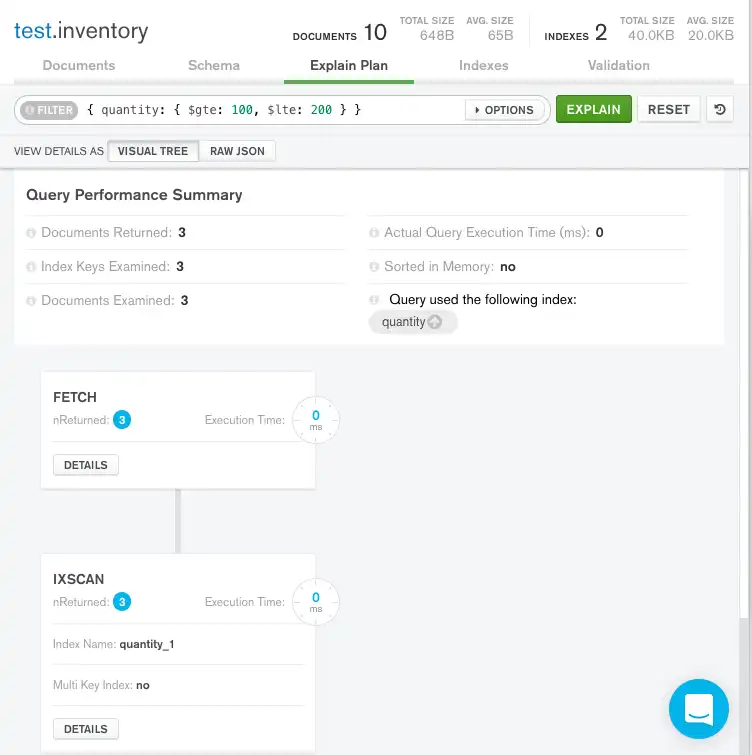 test.inventory
DOCUMENTS 10 TOTAL SIZE 648B AVG. SIZE 65B INDEXES 2 TOTAL SIZE 40.0KB AVG. SIZE 20.0KB
Documents Schema Explain Plan Indexes Validation
FILTER { quantity: { $gte: 100, $lte: 200 } } OPTIONS EXPLAIN RESET
VIEW DETAILS AS VISUAL TREE RAW JSON
Query Performance Summary
Documents Returned: 3
Index Keys Examined: 3
Documents Examined: 3
Actual Query Execution Time (ms): 0
Sorted in Memory: no
Query used the following index:
quantity
FETCH
nReturned: 3 Execution Time: 0 ms
DETAILS
IXSCAN
nReturned: 3 Execution Time: 0 ms
Index Name: quantity_1
Multi Key Index: no
DETAILS